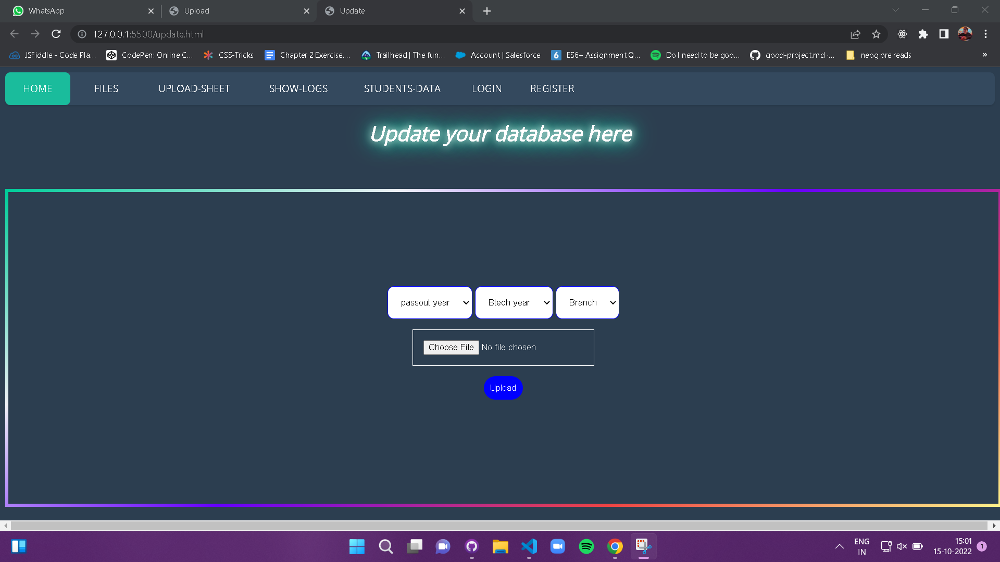 WhatsApp
Upload
Update
127.0.0.1:5500/update.html
JSFiddle - Code Pla...
CodePen: Online C...
CSS-Tricks
Chapter 2 Exercise....
Trailhead | The fun...
Account | Salesforce
6
ES6+ Assignment Q...
Do I need to be goo...
good-project.md ·...
neog pre reads
»
HOME
FILES
UPLOAD-SHEET
SHOW-LOGS
STUDENTS-DATA
LOGIN
REGISTER
Update your database here
passout year
Btech year
Branch
Choose File No file chosen
Upload
ENG
IN
15:01
15-10-2022
1